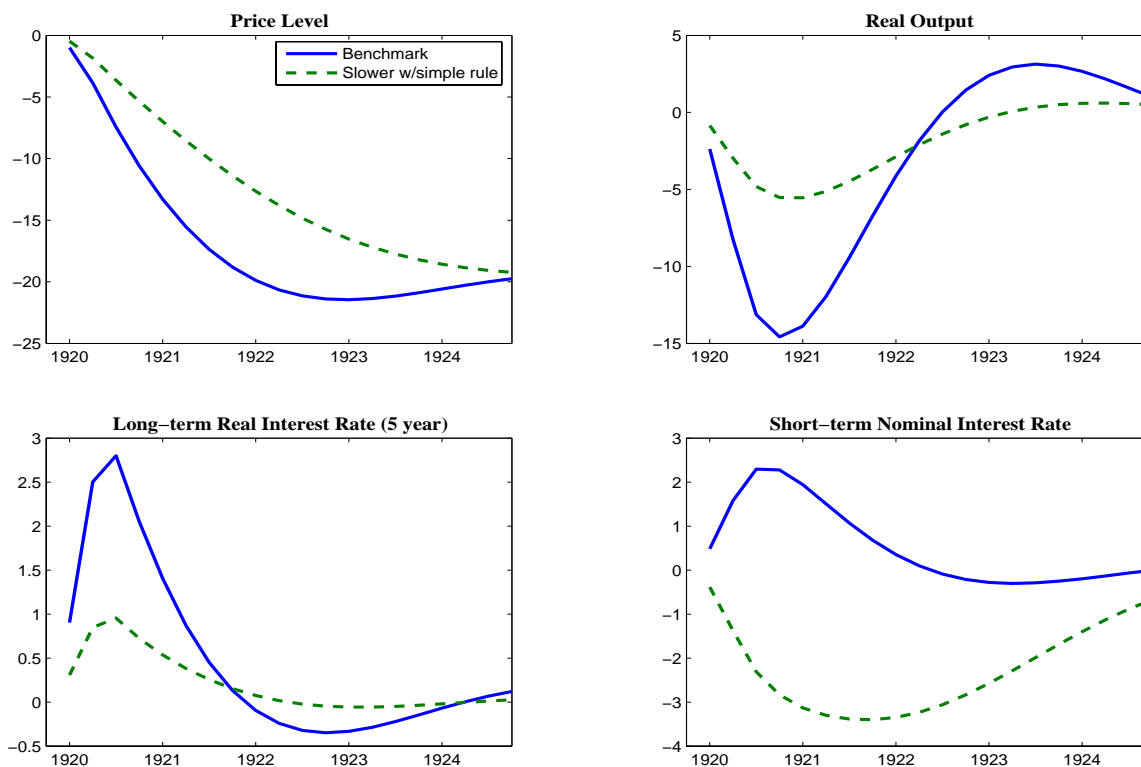 Price Level
0
−5
−10
−15
−20
−25
1920 1921 1922 1923 1924
Benchmark
Slower w/simple rule
Real Output
5
0
−5
−10
−15
1920 1921 1922 1923 1924
Long−term Real Interest Rate (5 year)
3
2.5
2
1.5
1
0.5
0
−0.5
1920 1921 1922 1923 1924
Short−term Nominal Interest Rate
3
2
1
0
−1
−2
−3
−4
1920 1921 1922 1923 1924